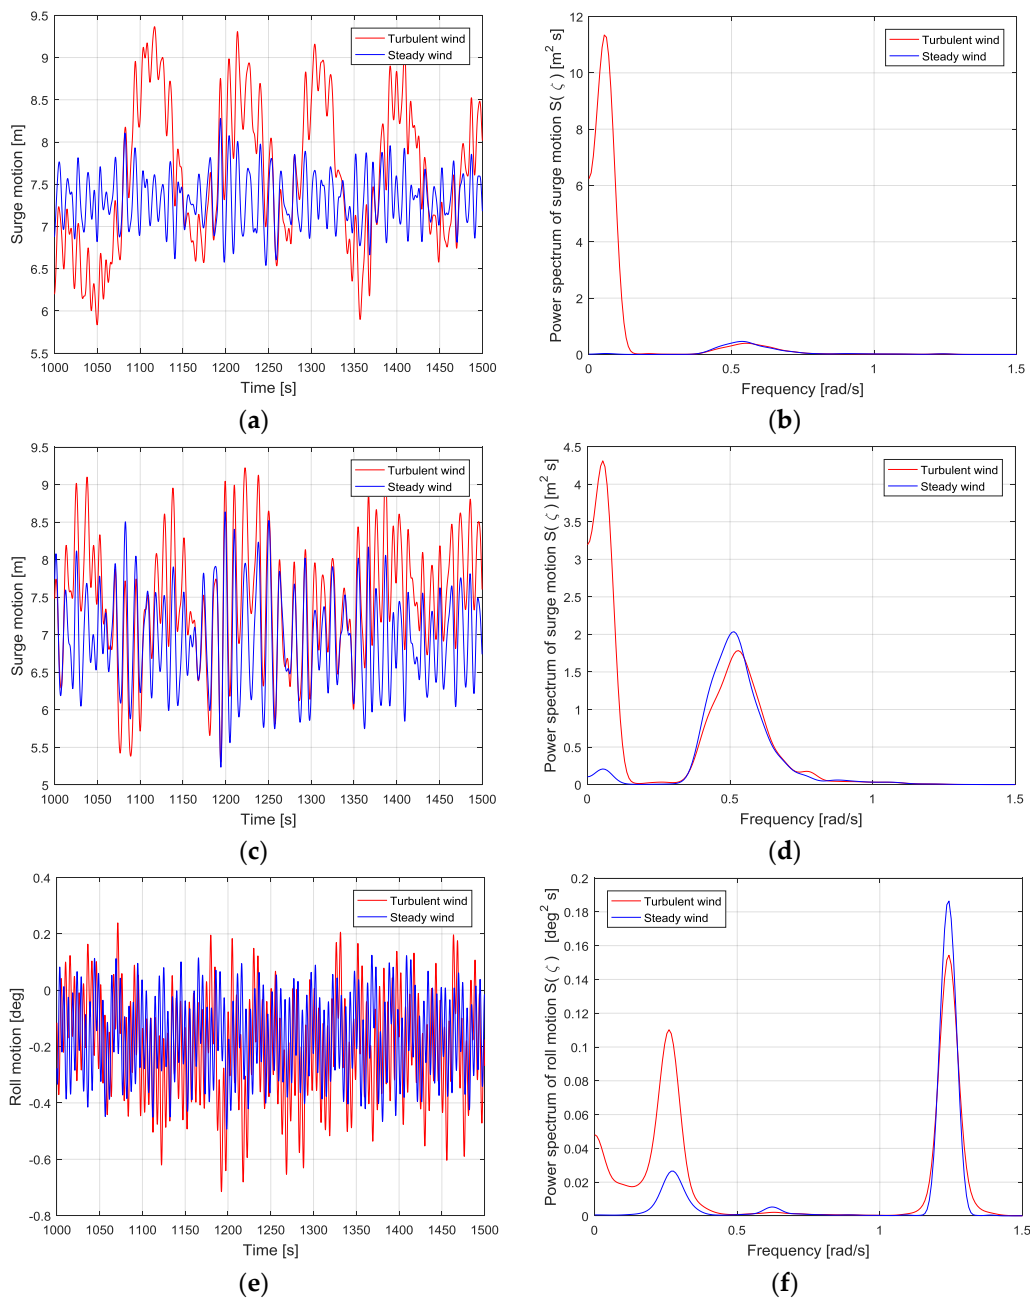 9.5
9
8.5
8
7.5
7
6.5
6
5.5
Surge motion [m]
Turbulent wind
Steady wind
1000 1050 1100 1150 1200 1250 1300 1350 1400 1450 1500
Time [s]
(a)
12
10
8
6
4
2
0
Power spectrum of surge motion S( ζ ) [m² s]
Turbulent wind
Steady wind
0 0.5 1 1.5
Frequency [rad/s]
(b)
9.5
9
8.5
8
7.5
7
6.5
6
5.5
5
Surge motion [m]
Turbulent wind
Steady wind
1000 1050 1100 1150 1200 1250 1300 1350 1400 1450 1500
Time [s]
(c)
4.5
4
3.5
3
2.5
2
1.5
1
0.5
0
Power spectrum of surge motion S( ζ ) [m² s]
Turbulent wind
Steady wind
0 0.5 1 1.5
Frequency [rad/s]
(d)
0.4
0.2
0
-0.2
-0.4
-0.6
-0.8
Roll motion [deg]
Turbulent wind
Steady wind
1000 1050 1100 1150 1200 1250 1300 1350 1400 1450 1500
Time [s]
(e)
0.2
0.18
0.16
0.14
0.12
0.1
0.08
0.06
0.04
0.02
0
Power spectrum of roll motion S( ζ ) [deg² s]
Turbulent wind
Steady wind
0 0.5 1 1.5
Frequency [rad/s]
(f)